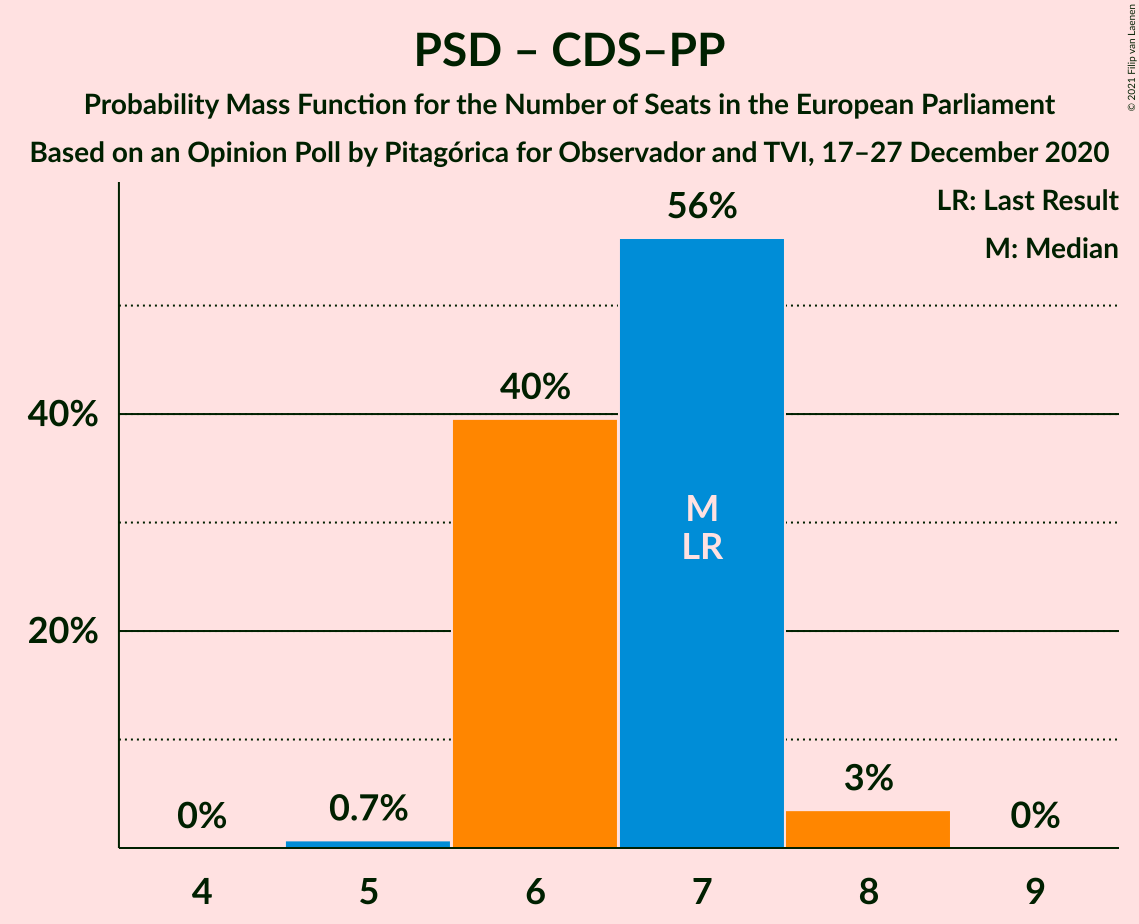 PSD – CDS–PP
Probability Mass Function for the Number of Seats in the European Parliament
Based on an Opinion Poll by Pitagórica for Observador and TVI, 17–27 December 2020
© 2021 Filip van Laenen
LR: Last Result
M: Median
56%
40%
40%
M
LR
20%
3%
0.7%
0%
0%
4 5 6 7 8 9